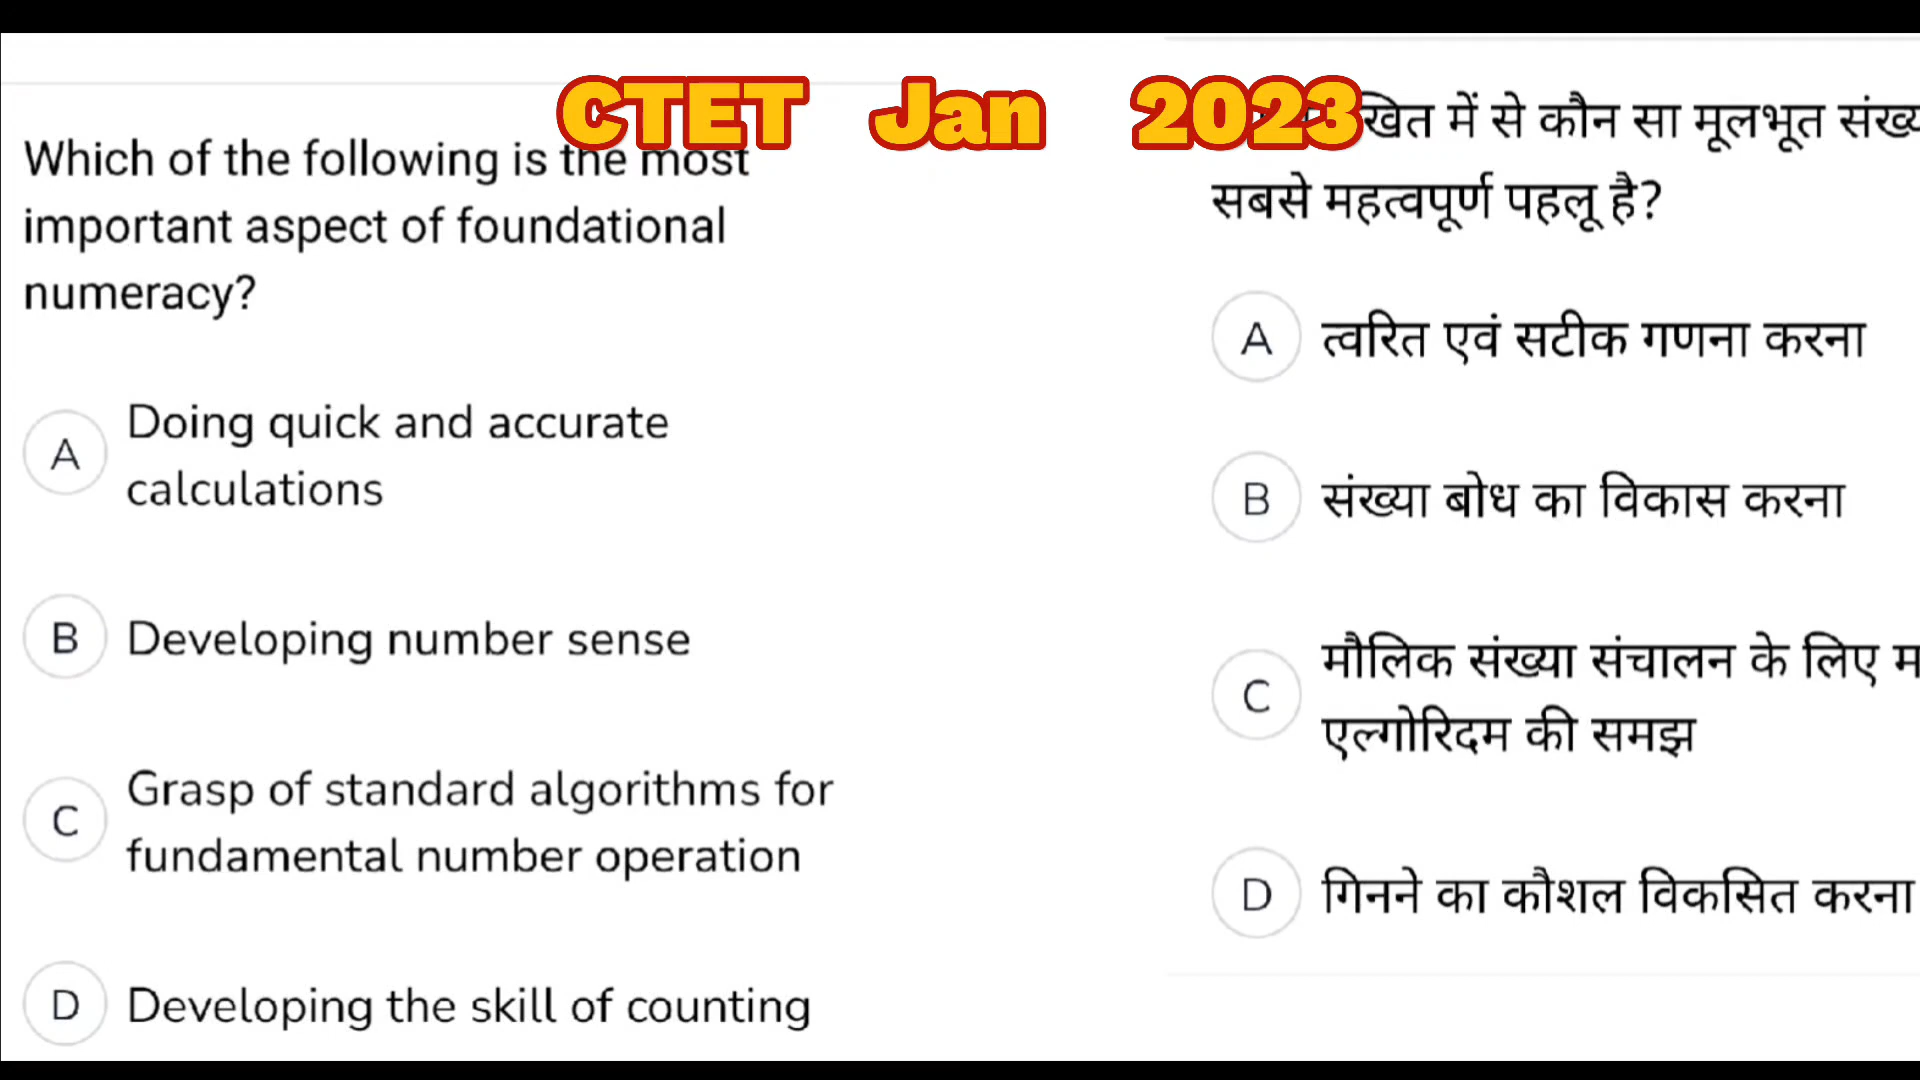 CTET Jan 2023
Which of the following is the most
important aspect of foundational
numeracy?
A
Doing quick and accurate
calculations
B Developing number sense
C
Grasp of standard algorithms for
fundamental number operation
D Developing the skill of counting
में से कौन सा मूलभूत
सबसे महत्वपूर्ण पहलू है?
A त्वरित एवं सटीक गणना करना
B संख्या बोध का विकास करना
C
मौलिक संख्या संचालन के लिए
एल्गोरिदम की समझ
D गिनने का कौशल विकसित करना